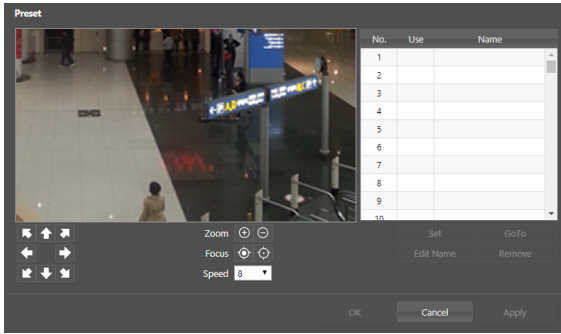 Preset
No. Use Name
1
2
3
4
5
6
7
8
9
10
A,D
B,C
Zoom
Focus
Speed 8
Set GoTo
Edit Name Remove
OK Cancel Apply